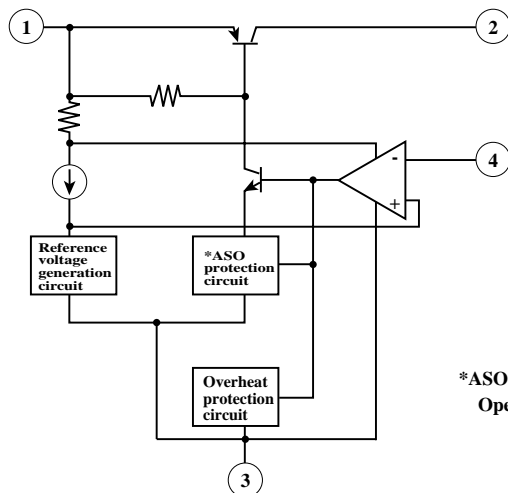 1
2
-
4
+
Reference
voltage
generation
circuit
*ASO
protection
circuit
Overheat
protection
circuit
*ASO
Ope
3